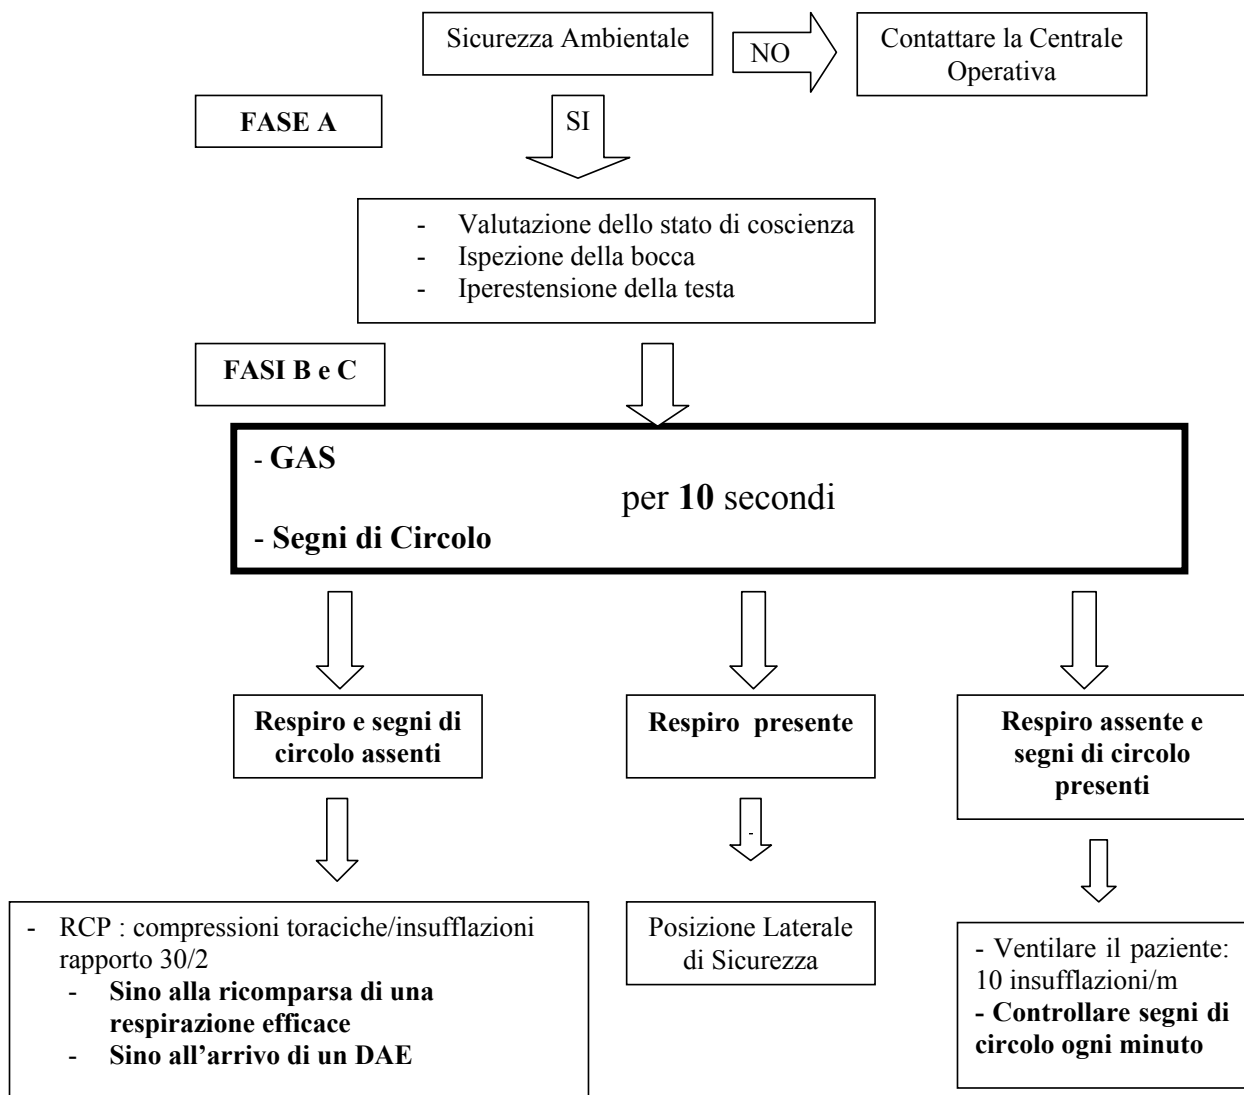 Sicurezza Ambientale
NO
Contattare la Centrale
Operativa
FASE A
SI
- Valutazione dello stato di coscienza
- Ispezione della bocca
- Iperestensione della testa
FASI B e C
- GAS
per 10 secondi
- Segni di Circolo
Respiro e segni di
circolo assenti
Respiro presente
Respiro assente e
segni di circolo
presenti
-
- RCP : compressioni toraciche/insufflazioni
rapporto 30/2
- Sino alla ricomparsa di una
respirazione efficace
- Sino all’arrivo di un DAE
Posizione Laterale
di Sicurezza
- Ventilare il paziente:
10 insufflazioni/m
- Controllare segni di
circolo ogni minuto